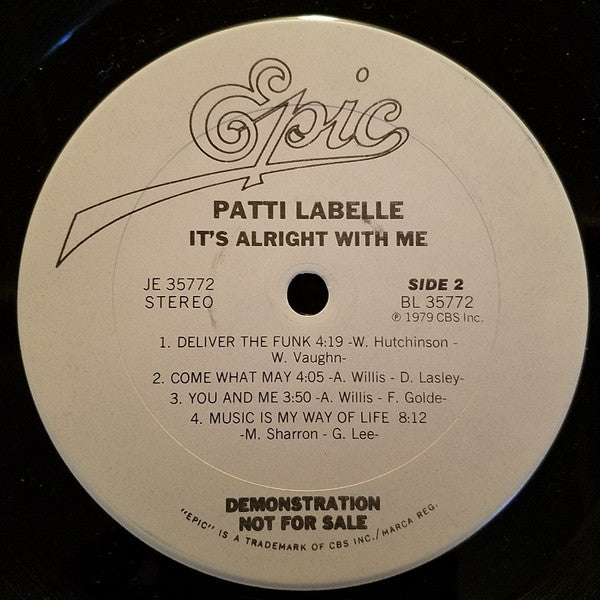 Epic
PATTI LABELLE
IT'S ALRIGHT WITH ME
JE 35772
STEREO
SIDE 2
BL 35772
℗ 1979 CBS Inc.
1. DELIVER THE FUNK 4:19 -W. Hutchinson -
W. Vaughn-
2. COME WHAT MAY 4:05 -A. Willis - D. Lasley-
3. YOU AND ME 3:50 -A. Willis - F. Golde-
4. MUSIC IS MY WAY OF LIFE 8:12
-M. Sharron - G. Lee-
DEMONSTRATION
NOT FOR SALE
"EPIC" IS A TRADEMARK OF CBS INC./MARCA REG.